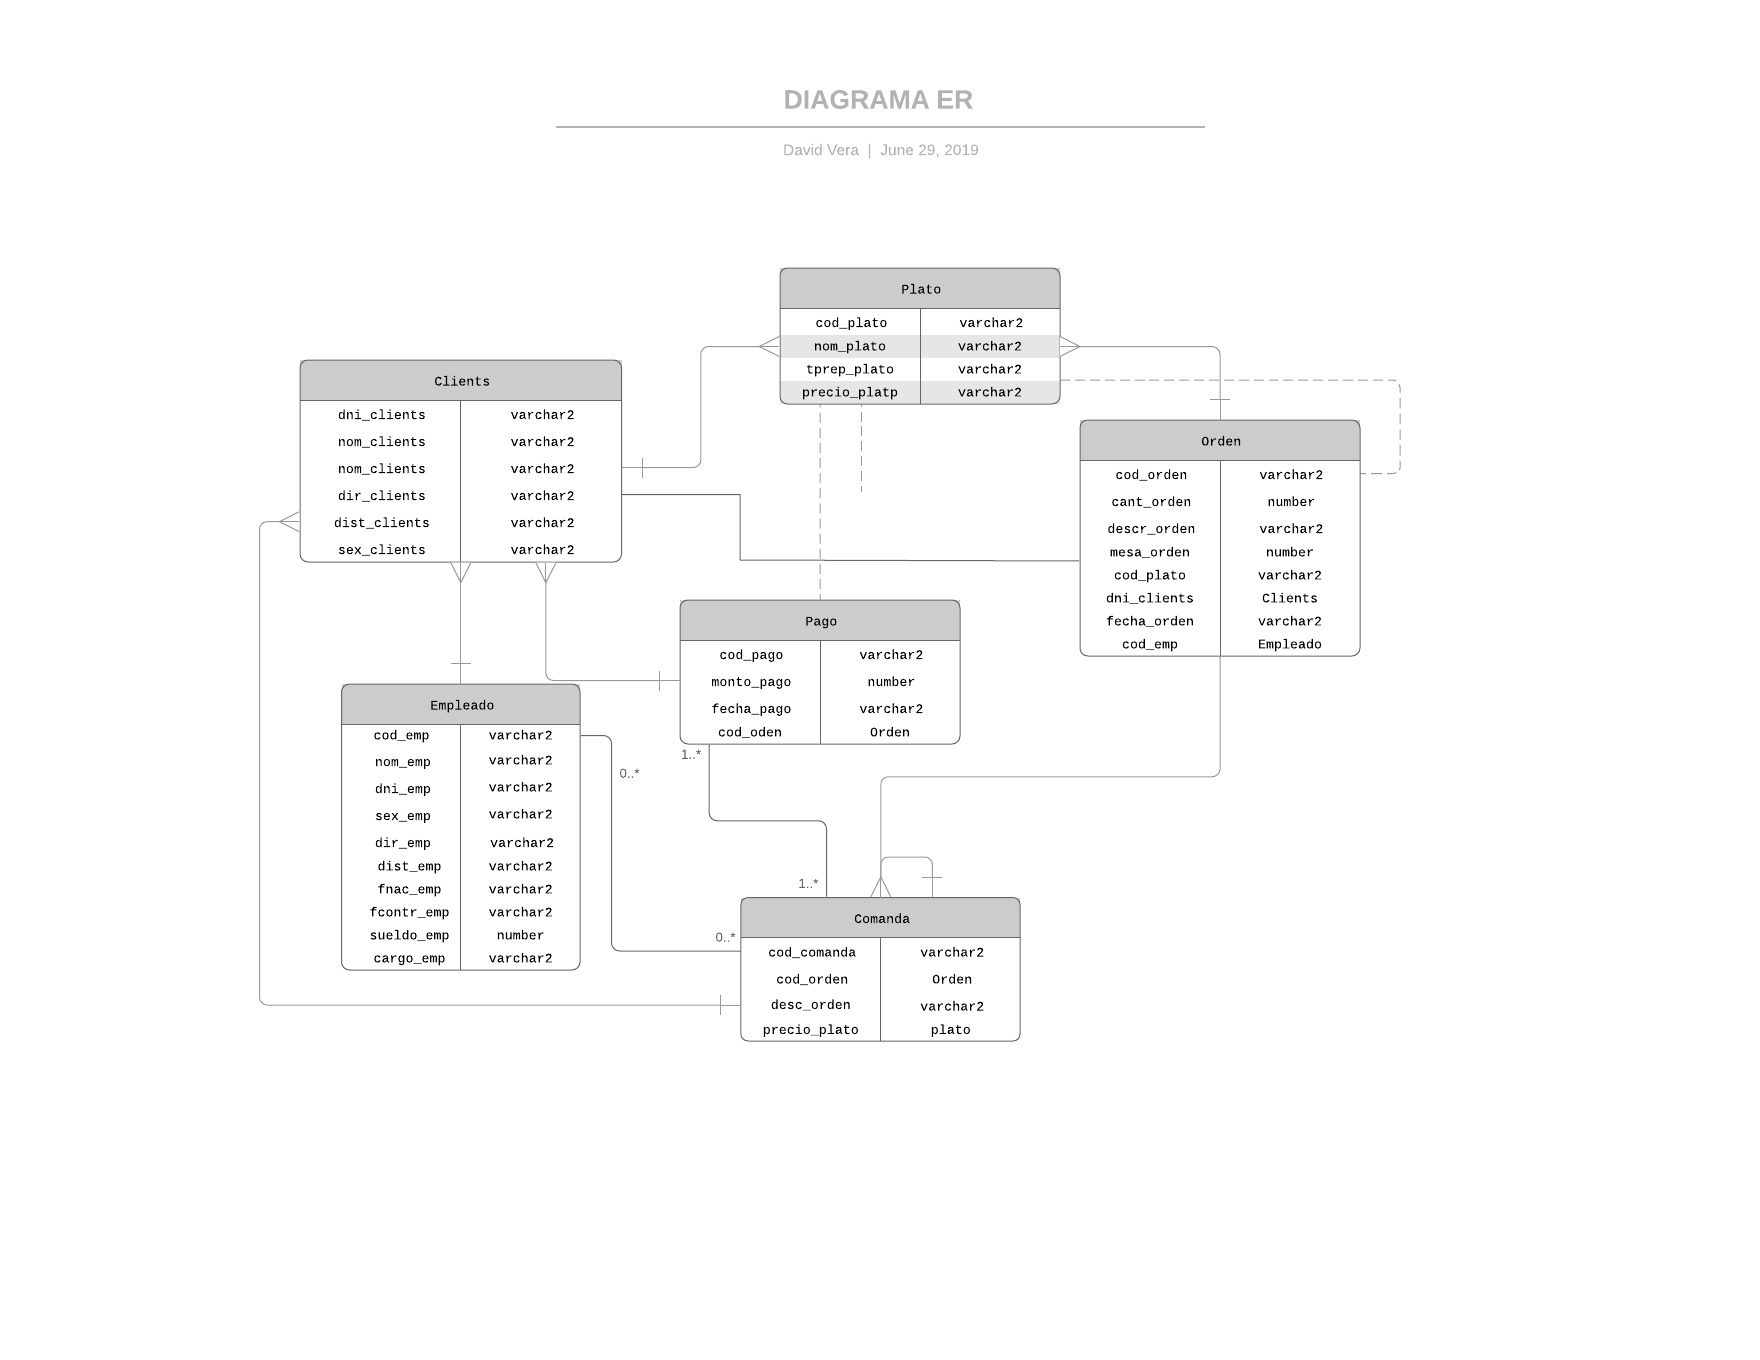 DIAGRAMA ER
David Vera | June 29, 2019
Plato
cod_plato varchar2
nom_plato varchar2
tprep_plato varchar2
precio_platp varchar2
Clients
dni_clients varchar2
nom_clients varchar2
nom_clients varchar2
dir_clients varchar2
dist_clients varchar2
sex_clients varchar2
Orden
cod_orden varchar2
cant_orden number
descr_orden varchar2
mesa_orden number
cod_plato varchar2
dni_clients Clients
fecha_orden varchar2
cod_emp Empleado
Pago
cod_pago varchar2
monto_pago number
fecha_pago varchar2
cod_oden Orden
1..*
Empleado
cod_emp varchar2
nom_emp varchar2
dni_emp varchar2
sex_emp varchar2
dir_emp varchar2
dist_emp varchar2
fnac_emp varchar2
fcontr_emp varchar2
sueldo_emp number
cargo_emp varchar2
0..*
1..*
0..*
Comanda
cod_comanda varchar2
cod_orden Orden
desc_orden varchar2
precio_plato plato